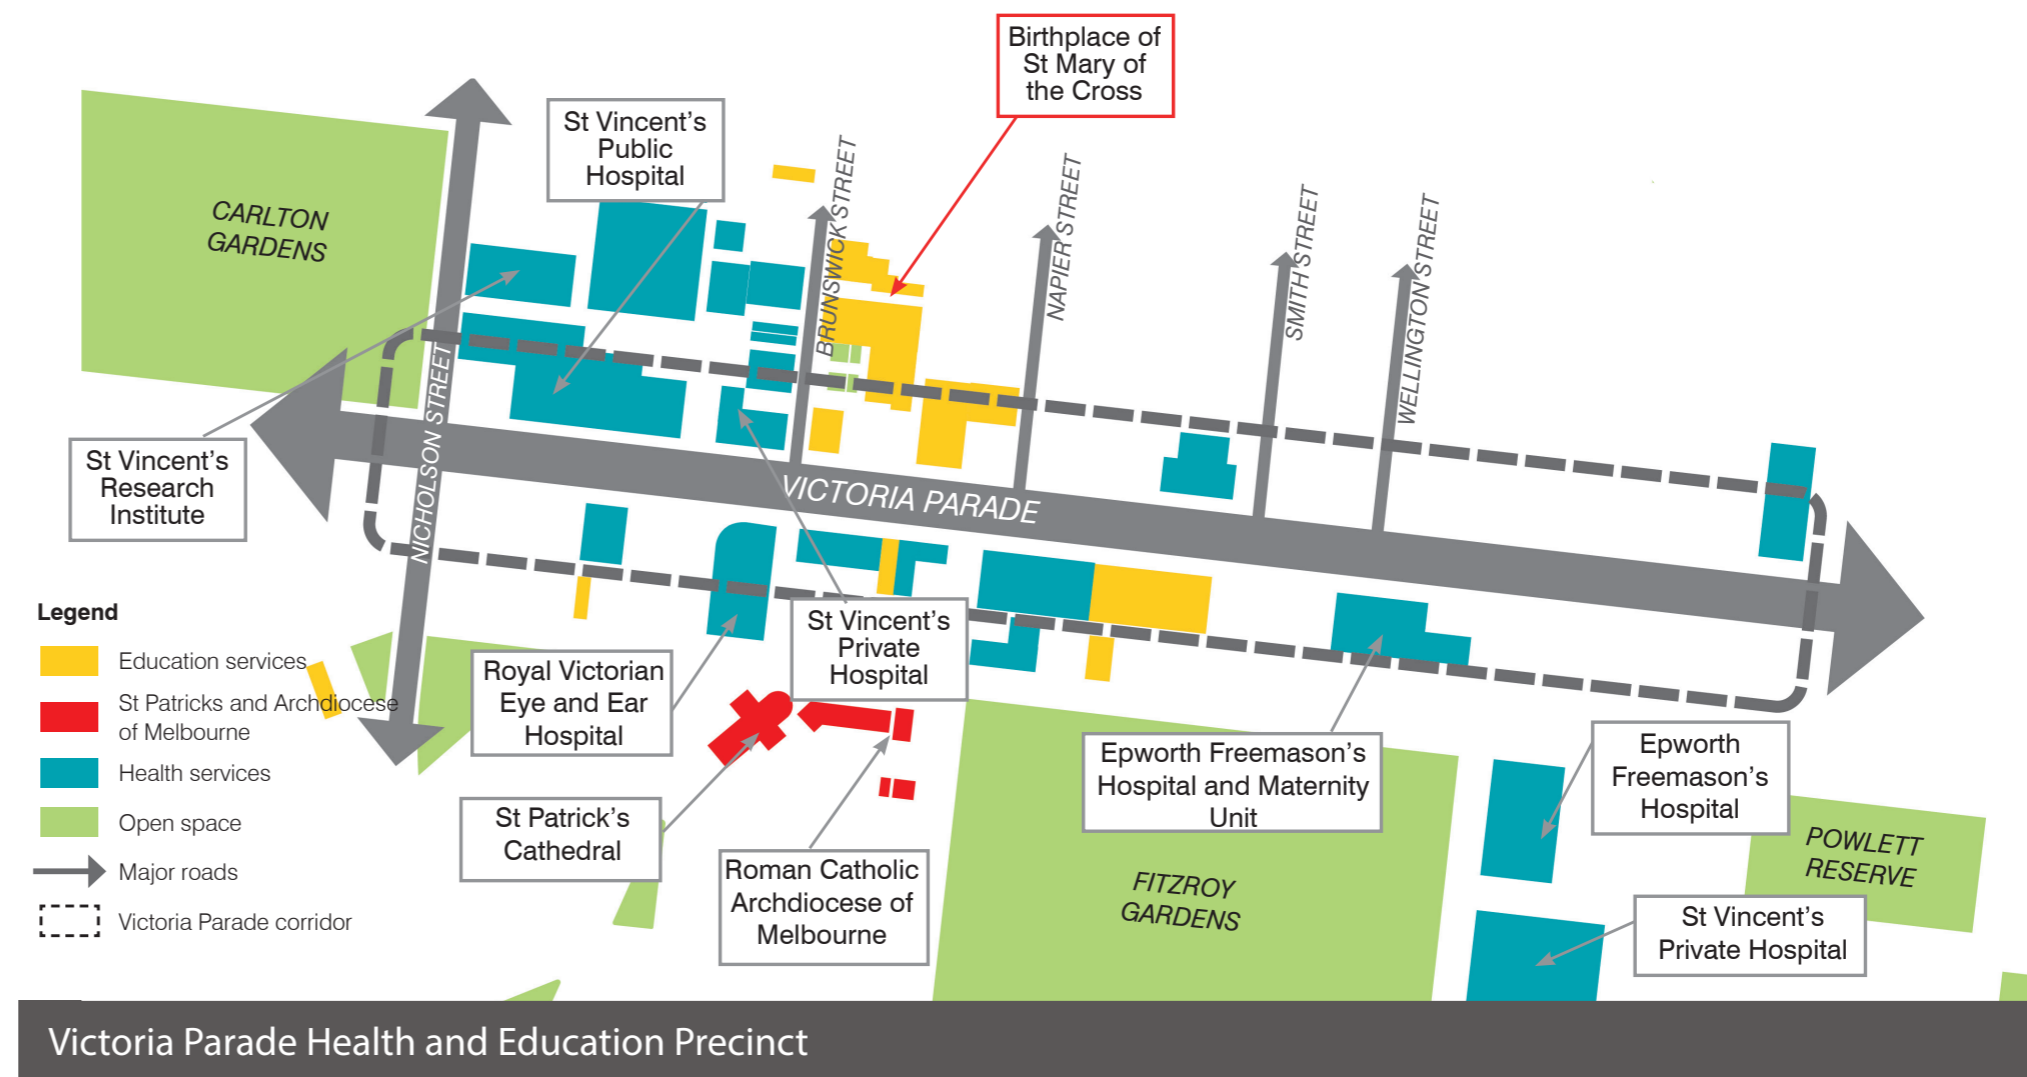 Birthplace of
St Mary of
the Cross
St Vincent's
Public
Hospital
BRUNSWICK STREET
NAPIER STREET
SMITH STREET
WELLINGTON STREET
CARLTON
GARDENS
NICHOLSON STREET
St Vincent's
Research
Institute
VICTORIA PARADE
Legend
Education services
St Patricks and Archdiocese
of Melbourne
Health services
Open space
Major roads
Victoria Parade corridor
Royal Victorian
Eye and Ear
Hospital
St Vincent's
Private
Hospital
St Patrick's
Cathedral
Roman Catholic
Archdiocese of
Melbourne
Epworth Freemason's
Hospital and Maternity
Unit
FITZROY
GARDENS
Epworth
Freemason's
Hospital
POWLETT
RESERVE
St Vincent's
Private Hospital
Victoria Parade Health and Education Precinct